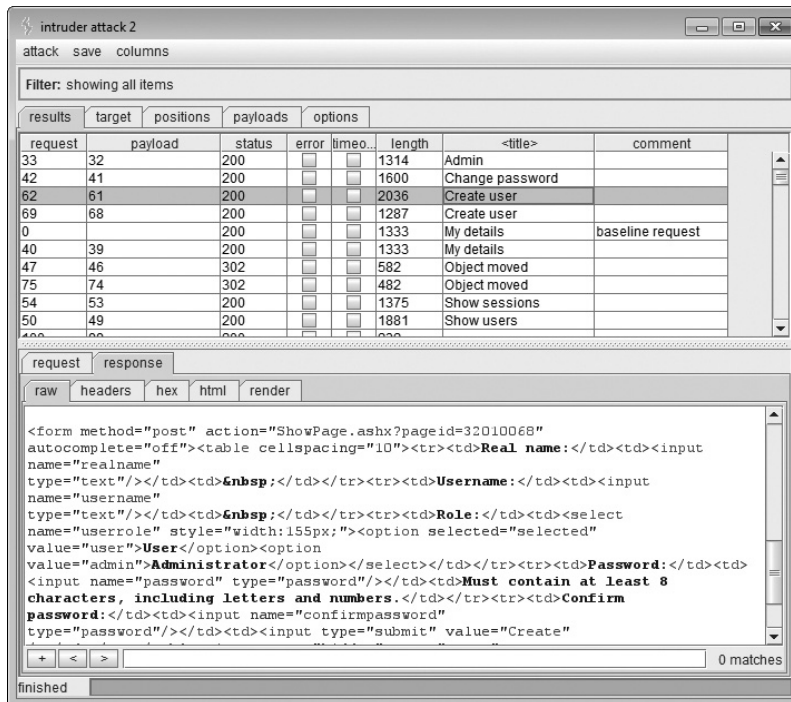 intruder attack 2
attack save columns
Filter: showing all items
results target positions payloads options
request payload status error timeo... length <title> comment
33 32 200 1314 Admin
42 41 200 1600 Change password
62 61 200 2036 Create user
69 68 200 1287 Create user
0 200 1333 My details baseline request
40 39 200 1333 My details
47 46 302 582 Object moved
75 74 302 482 Object moved
54 53 200 1375 Show sessions
50 49 200 1881 Show users
request response
raw headers hex html render
<form method="post" action="ShowPage.ashx?pageid=32010068"
autocomplete="off"><table cellspacing="10"><tr><td>Real name:</td><td><input
name="realname"
type="text"/></td><td>&nbsp;</td></tr><tr><td>Username:</td><td><input
name="username"
type="text"/></td><td>&nbsp;</td></tr><tr><td>Role:</td><td><select
name="userrole" style="width:155px;"><option selected="selected"
value="user">User</option><option
value="admin">Administrator</option></select></td></tr><tr><td>Password:</td><td>
<input name="password" type="password"/></td><td>Must contain at least 8
characters, including letters and numbers.</td></tr><tr><td>Confirm
password:</td><td><input name="confirmpassword"
type="password"/></td><td><input type="submit" value="Create"
+ < > 0 matches
finished